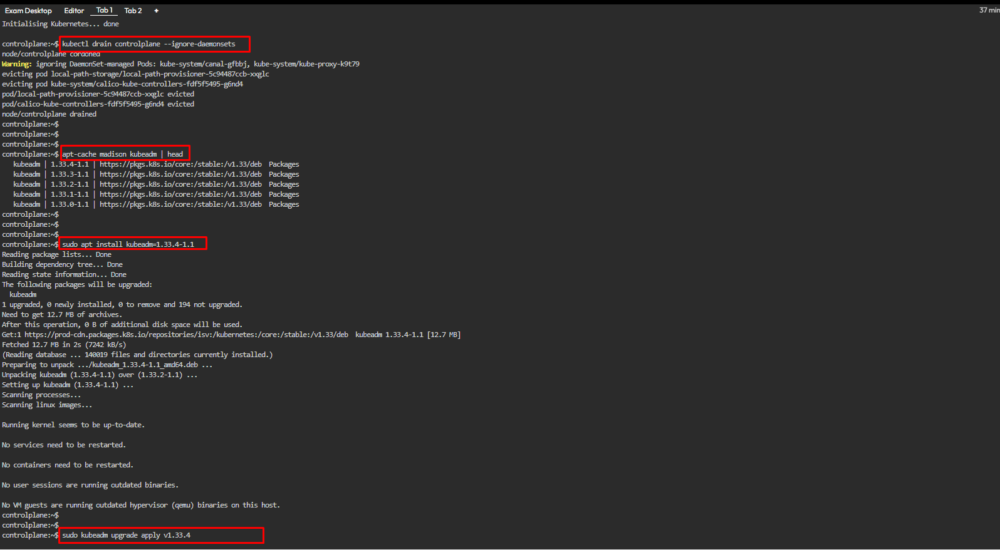 Exam Desktop Editor Tab 1 Tab 2 + 37 min
Initialising Kubernetes... done
controlplane:~$ kubectl drain controlplane --ignore-daemonsets
node/controlplane cordoned
Warning: ignoring DaemonSet-managed Pods: kube-system/canal-gfbbj, kube-system/kube-proxy-k9t79
evicting pod local-path-storage/local-path-provisioner-5c94487ccb-xxglc
evicting pod kube-system/calico-kube-controllers-fdf5f5495-g6nd4
pod/local-path-provisioner-5c94487ccb-xxglc evicted
pod/calico-kube-controllers-fdf5f5495-g6nd4 evicted
node/controlplane drained
controlplane:~$
controlplane:~$
controlplane:~$
controlplane:~$ apt-cache madison kubeadm | head
kubeadm | 1.33.4-1.1 | https://pkgs.k8s.io/core:/stable:/v1.33/deb  Packages
kubeadm | 1.33.3-1.1 | https://pkgs.k8s.io/core:/stable:/v1.33/deb  Packages
kubeadm | 1.33.2-1.1 | https://pkgs.k8s.io/core:/stable:/v1.33/deb  Packages
kubeadm | 1.33.1-1.1 | https://pkgs.k8s.io/core:/stable:/v1.33/deb  Packages
kubeadm | 1.33.0-1.1 | https://pkgs.k8s.io/core:/stable:/v1.33/deb  Packages
controlplane:~$
controlplane:~$
controlplane:~$
controlplane:~$ sudo apt install kubeadm=1.33.4-1.1
Reading package lists... Done
Building dependency tree... Done
Reading state information... Done
The following packages will be upgraded:
kubeadm
1 upgraded, 0 newly installed, 0 to remove and 194 not upgraded.
Need to get 12.7 MB of archives.
After this operation, 0 B of additional disk space will be used.
Get:1 https://prod-cdn.packages.k8s.io/repositories/isv:/kubernetes:/core:/stable:/v1.33/deb  kubeadm 1.33.4-1.1 [12.7 MB]
Fetched 12.7 MB in 2s (7242 kB/s)
(Reading database ... 140019 files and directories currently installed.)
Preparing to unpack .../kubeadm_1.33.4-1.1_amd64.deb ...
Unpacking kubeadm (1.33.4-1.1) over (1.33.2-1.1) ...
Setting up kubeadm (1.33.4-1.1) ...
Scanning processes...
Scanning linux images...
Running kernel seems to be up-to-date.
No services need to be restarted.
No containers need to be restarted.
No user sessions are running outdated binaries.
No VM guests are running outdated hypervisor (qemu) binaries on this host.
controlplane:~$
controlplane:~$
controlplane:~$ sudo kubeadm upgrade apply v1.33.4